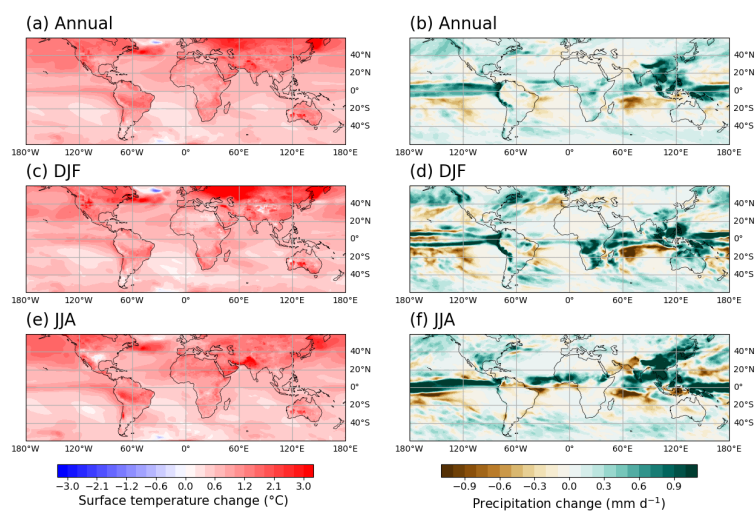 (a) Annual
(b) Annual
40°N
20°N
0°
20°S
40°S
180°W 120°W 60°W 0° 60°E 120°E 180°E
40°N
20°N
0°
20°S
40°S
180°W 120°W 60°W 0° 60°E 120°E 180°E
(c) DJF
(d) DJF
40°N
20°N
0°
20°S
40°S
180°W 120°W 60°W 0° 60°E 120°E 180°E
40°N
20°N
0°
20°S
40°S
180°W 120°W 60°W 0° 60°E 120°E 180°E
(e) JJA
(f) JJA
40°N
20°N
0°
20°S
40°S
180°W 120°W 60°W 0° 60°E 120°E 180°E
40°N
20°N
0°
20°S
40°S
180°W 120°W 60°W 0° 60°E 120°E 180°E
−3.0 −2.1 −1.2 −0.6 0.0 0.6 1.2 2.1 3.2
Surface temperature change (°C)
−0.9 −0.6 −0.3 0.0 0.3 0.6 0.9
Precipitation change (mm d⁻¹)